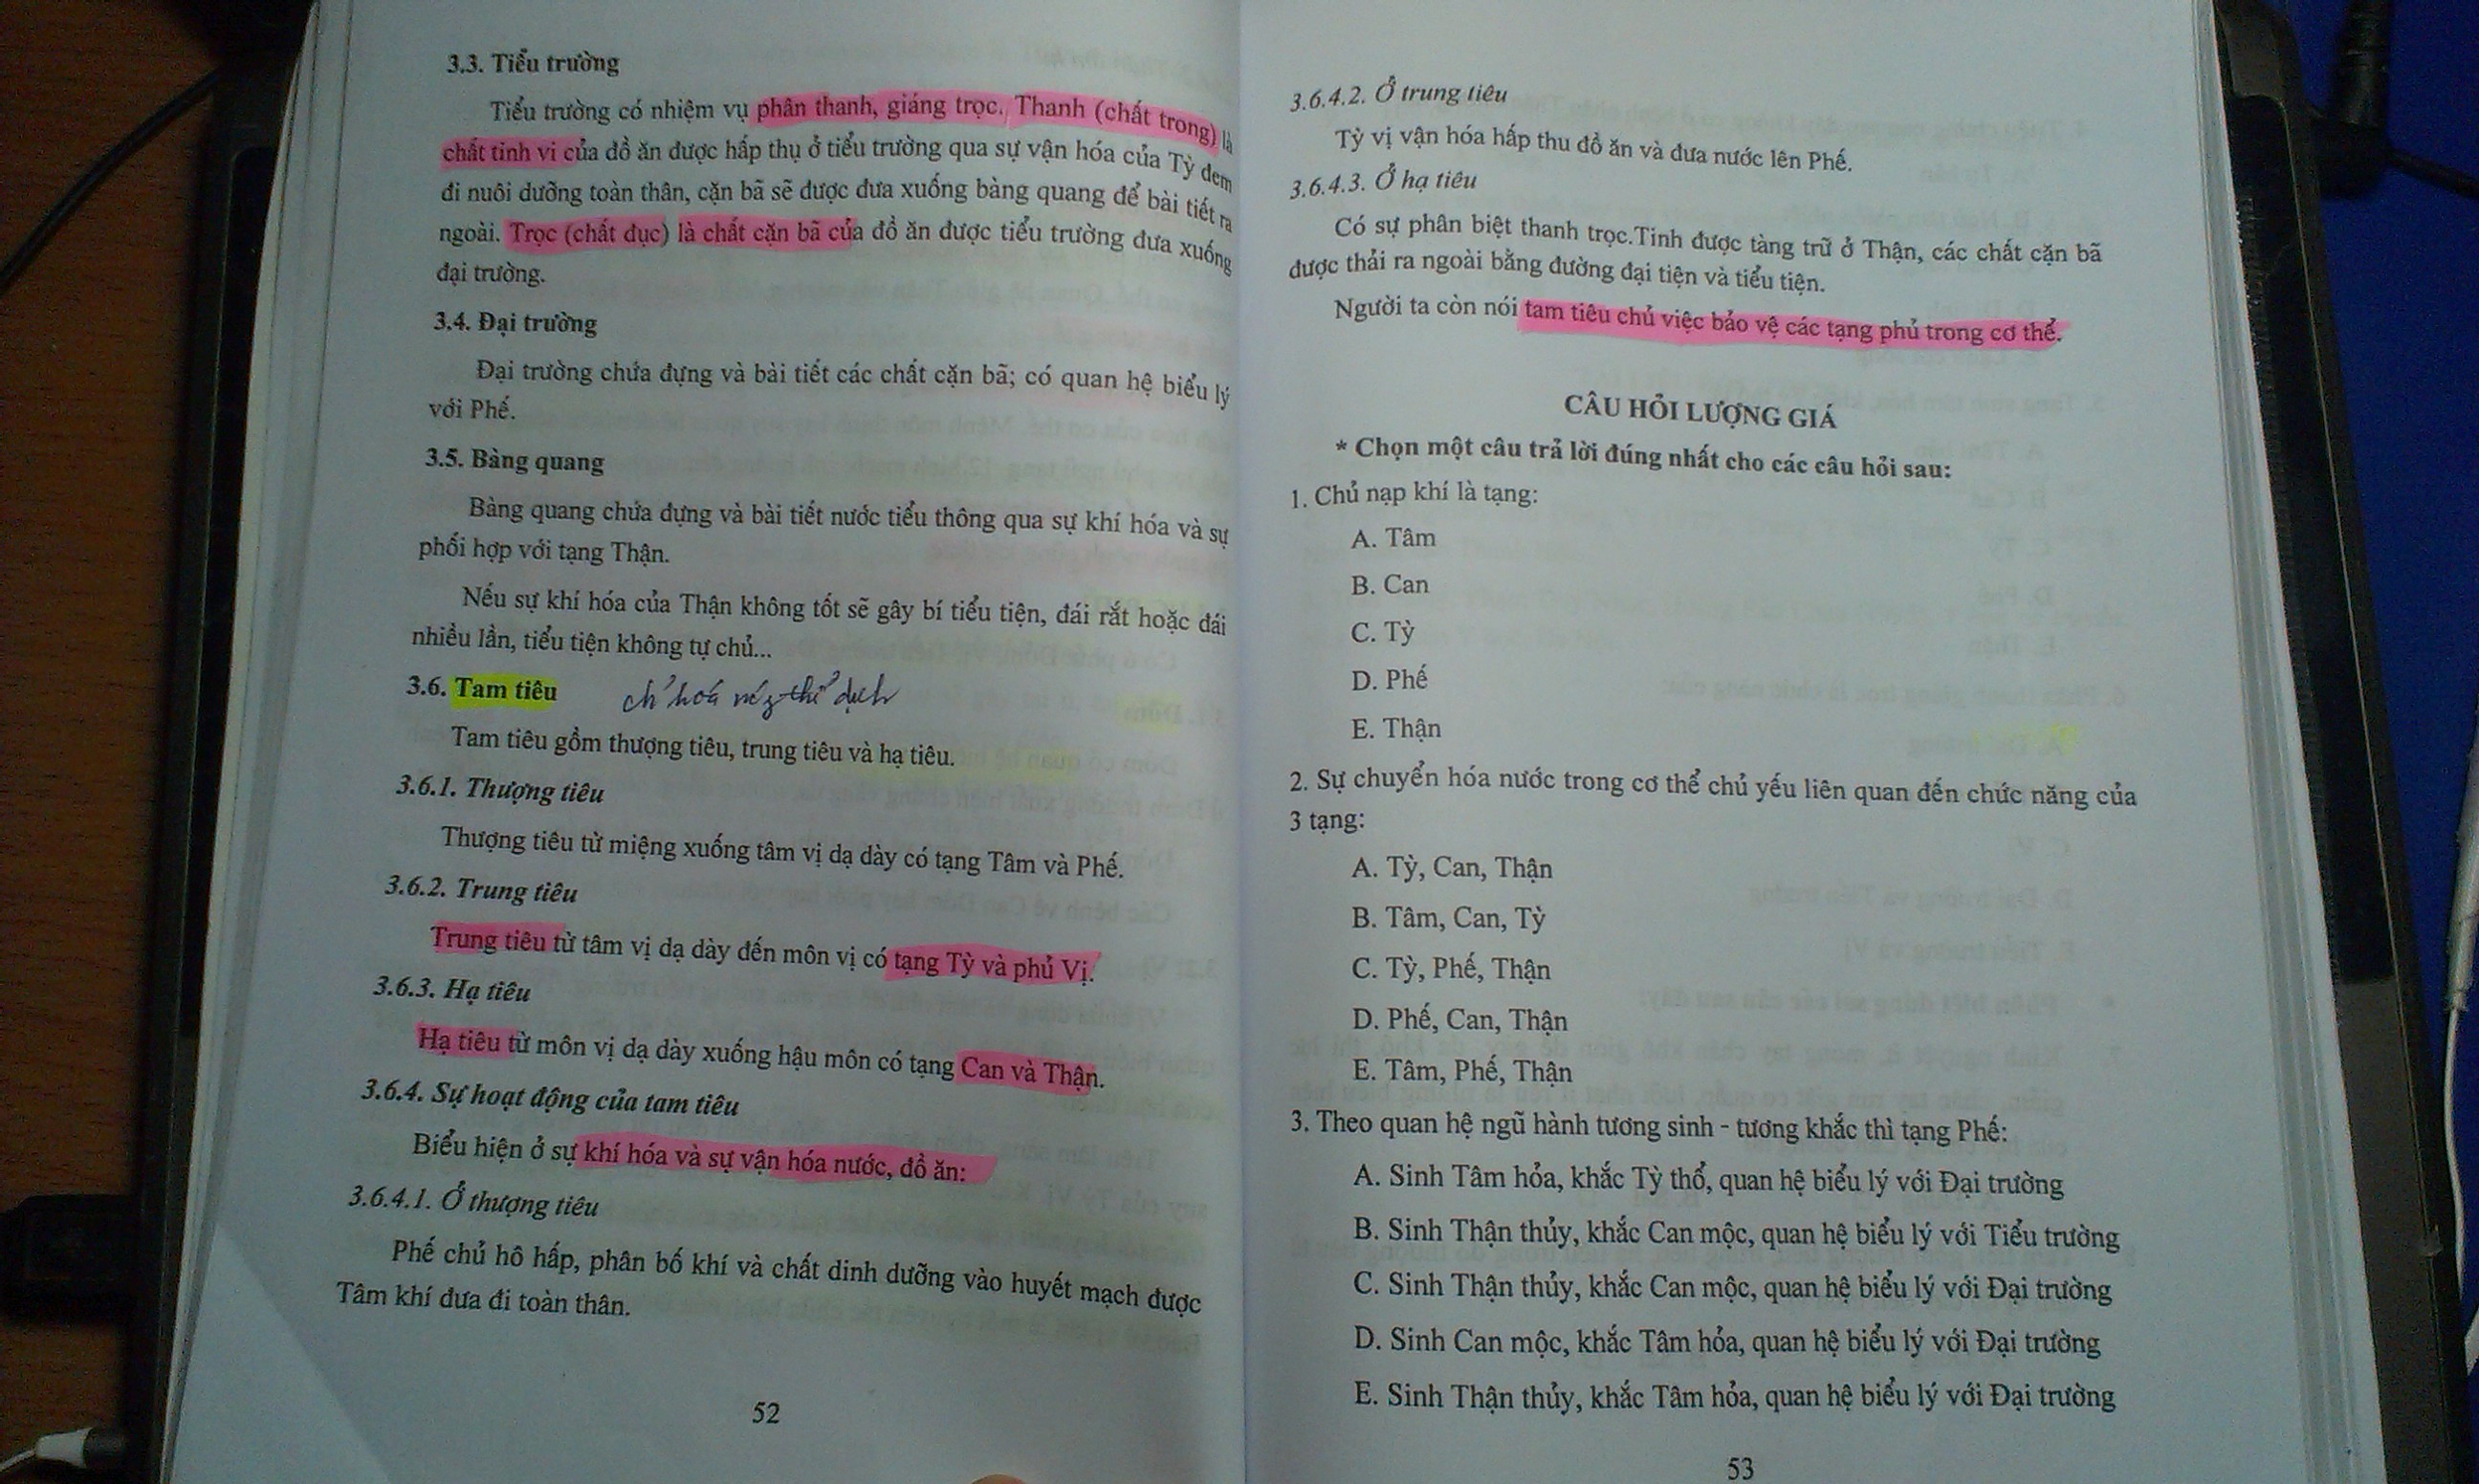 3.3. Tiểu trường
Tiểu trường có nhiệm vụ phân thanh, giáng trọc. Thanh (chất trong) là
chất tinh vi của đồ ăn được hấp thụ ở tiểu trường qua sự vận hóa của Tỳ đem
đi nuôi dưỡng toàn thân, cặn bã sẽ được đưa xuống bàng quang để bài tiết ra
ngoài. Trọc (chất đục) là chất cặn bã của đồ ăn được tiểu trường đưa xuống
đại trường.
3.4. Đại trường
Đại trường chứa đựng và bài tiết các chất cặn bã; có quan hệ biểu lý
với Phế.
3.5. Bàng quang
Bàng quang chứa đựng và bài tiết nước tiểu thông qua sự khí hóa và sự
phối hợp với tạng Thận.
Nếu sự khí hóa của Thận không tốt sẽ gây bí tiểu tiện, đái rắt hoặc đái
nhiều lần, tiểu tiện không tự chủ...
3.6. Tam tiêu
Tam tiêu gồm thượng tiêu, trung tiêu và hạ tiêu.
3.6.1. Thượng tiêu
Thượng tiêu từ miệng xuống tâm vị dạ dày có tạng Tâm và Phế.
3.6.2. Trung tiêu
Trung tiêu từ tâm vị dạ dày đến môn vị có tạng Tỳ và phủ Vị.
3.6.3. Hạ tiêu
Hạ tiêu từ môn vị dạ dày xuống hậu môn có tạng Can và Thận.
3.6.4. Sự hoạt động của tam tiêu
Biểu hiện ở sự khí hóa và sự vận hóa nước, đồ ăn:
3.6.4.1. Ở thượng tiêu
Phế chủ hô hấp, phân bố khí và chất dinh dưỡng vào huyết mạch được
Tâm khí đưa đi toàn thân.
52
3.6.4.2. Ở trung tiêu
Tỳ vị vận hóa hấp thu đồ ăn và đưa nước lên Phế.
3.6.4.3. Ở hạ tiêu
Có sự phân biệt thanh trọc.Tinh được tàng trữ ở Thận, các chất cặn bã
được thải ra ngoài bằng đường đại tiện và tiểu tiện.
Người ta còn nói tam tiêu chủ việc bảo vệ các tạng phủ trong cơ thể.
CÂU HỎI LƯỢNG GIÁ
* Chọn một câu trả lời đúng nhất cho các câu hỏi sau:
1. Chủ nạp khí là tạng:
A. Tâm
B. Can
C. Tỳ
D. Phế
E. Thận
2. Sự chuyển hóa nước trong cơ thể chủ yếu liên quan đến chức năng của
3 tạng:
A. Tỳ, Can, Thận
B. Tâm, Can, Tỳ
C. Tỳ, Phế, Thận
D. Phế, Can, Thận
E. Tâm, Phế, Thận
3. Theo quan hệ ngũ hành tương sinh - tương khắc thì tạng Phế:
A. Sinh Tâm hỏa, khắc Tỳ thổ, quan hệ biểu lý với Đại trường
B. Sinh Thận thủy, khắc Can mộc, quan hệ biểu lý với Tiểu trường
C. Sinh Thận thủy, khắc Can mộc, quan hệ biểu lý với Đại trường
D. Sinh Can mộc, khắc Tâm hỏa, quan hệ biểu lý với Đại trường
E. Sinh Thận thủy, khắc Tâm hỏa, quan hệ biểu lý với Đại trường
53